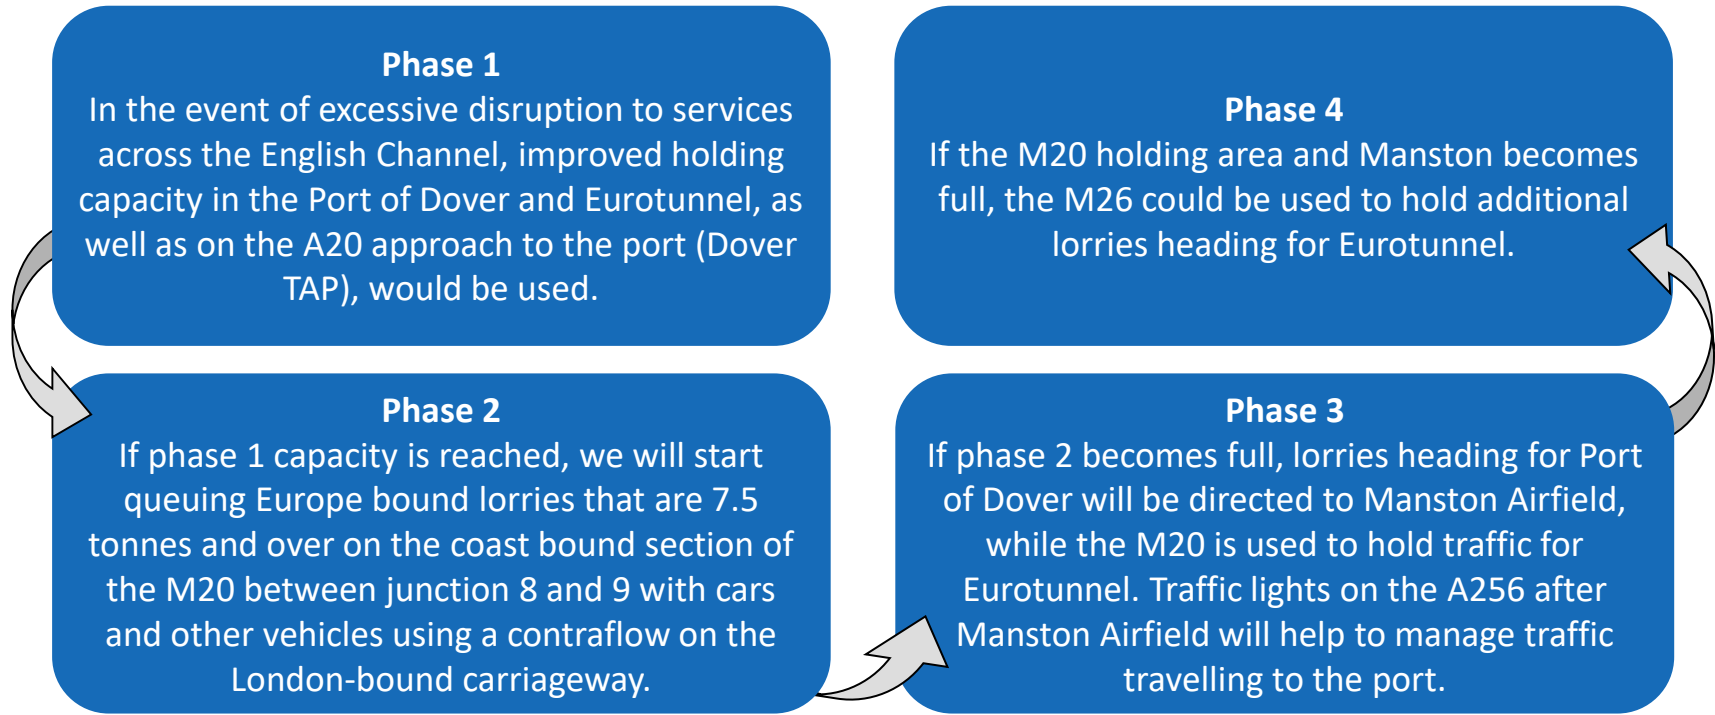 Phase 1
In the event of excessive disruption to services
across the English Channel, improved holding
capacity in the Port of Dover and Eurotunnel, as
well as on the A20 approach to the port (Dover
TAP), would be used.
Phase 2
If phase 1 capacity is reached, we will start
queuing Europe bound lorries that are 7.5
tonnes and over on the coast bound section of
the M20 between junction 8 and 9 with cars
and other vehicles using a contraflow on the
London-bound carriageway.
Phase 3
If phase 2 becomes full, lorries heading for Port
of Dover will be directed to Manston Airfield,
while the M20 is used to hold traffic for
Eurotunnel. Traffic lights on the A256 after
Manston Airfield will help to manage traffic
travelling to the port.
Phase 4
If the M20 holding area and Manston becomes
full, the M26 could be used to hold additional
lorries heading for Eurotunnel.